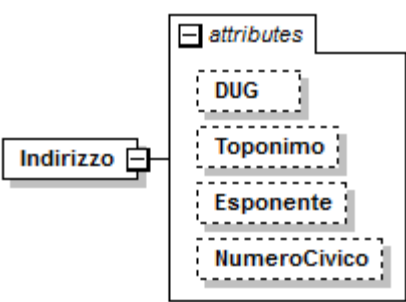 attributes
DUG
Toponimo
Indirizzo
Esponente
NumeroCivico